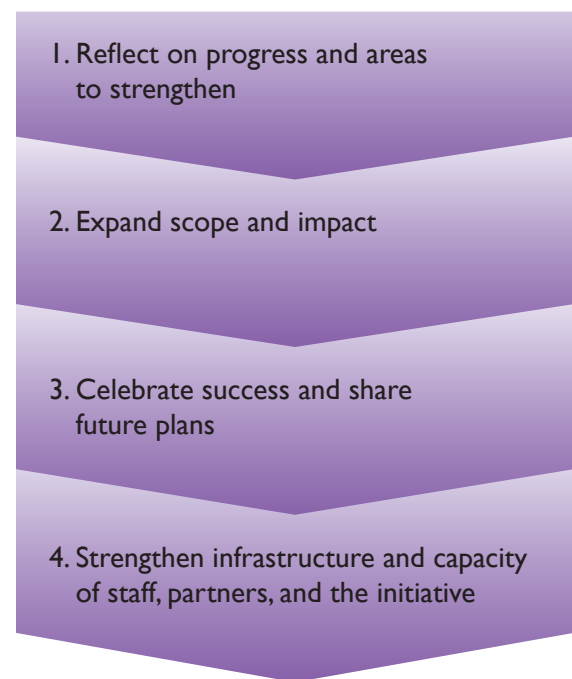 1. Reflect on progress and areas
to strengthen
2. Expand scope and impact
3. Celebrate success and share
future plans
4. Strengthen infrastructure and capacity
of staff, partners, and the initiative